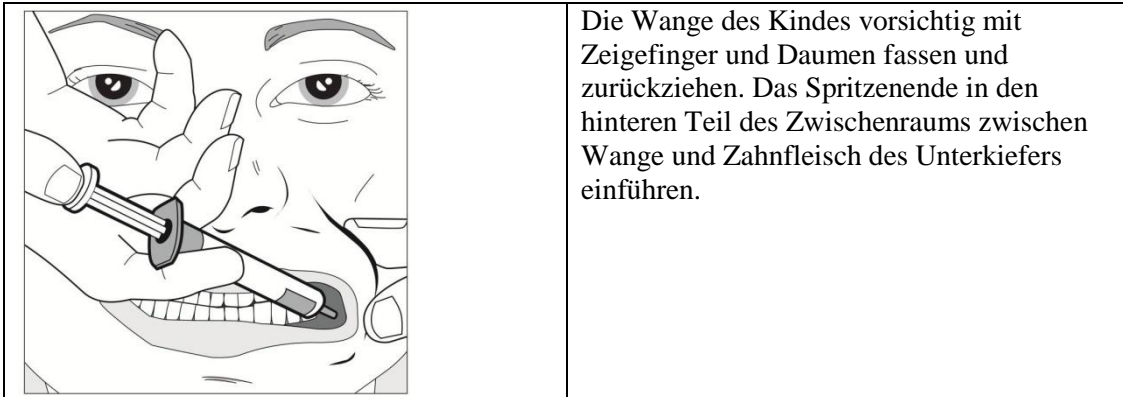 Die Wange des Kindes vorsichtig mit
Zeigefinger und Daumen fassen und
zurückziehen. Das Spritzenende in den
hinteren Teil des Zwischenraums zwischen
Wange und Zahnfleisch des Unterkiefers
einführen.